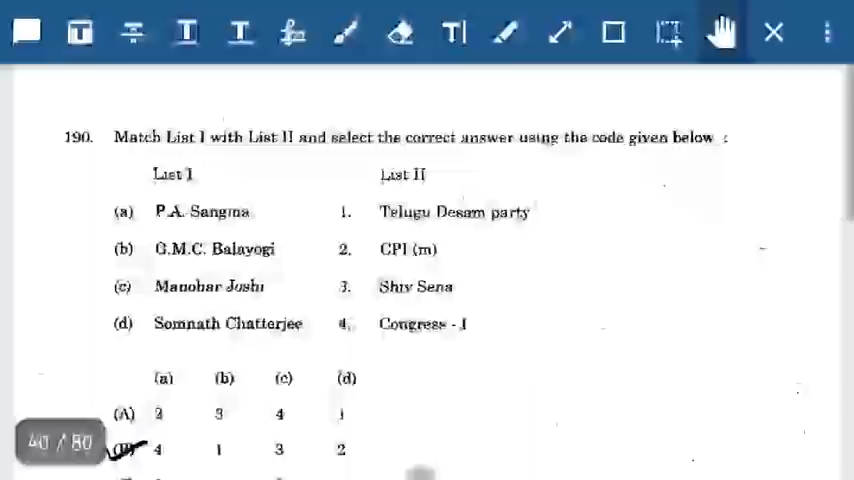 190. Match List I with List II and select the correct answer using the code given below :
List I List II
(a) P.A. Sangma 1. Telugu Desam party
(b) G.M.C. Balayogi 2. CPI (m)
(c) Manohar Joshi 3. Shiv Sena
(d) Somnath Chatterjee 4. Congress - I
(a) (b) (c) (d)
(A) 2 3 4 1
40 / 80
4 1 3 2